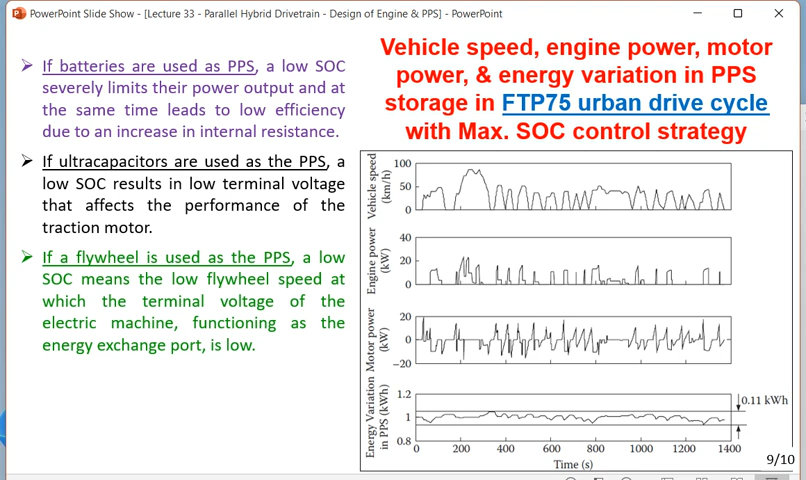 PowerPoint Slide Show - [Lecture 33 - Parallel Hybrid Drivetrain - Design of Engine & PPS] - PowerPoint
If batteries are used as PPS, a low SOC
severely limits their power output and at
the same time leads to low efficiency
due to an increase in internal resistance.
If ultracapacitors are used as the PPS, a
low SOC results in low terminal voltage
that affects the performance of the
traction motor.
If a flywheel is used as the PPS, a low
SOC means the low flywheel speed at
which the terminal voltage of the
electric machine, functioning as the
energy exchange port, is low.
Vehicle speed, engine power, motor
power, & energy variation in PPS
storage in FTP75 urban drive cycle
with Max. SOC control strategy
Vehicle speed
(km/h)
100
50
0
Engine power
(kW)
40
20
0
Motor power
(kW)
20
0
−20
Energy Variation
in PPS (kWh)
1.2
1
0.8
0.11 kWh
0 200 400 600 800 1000 1200 1400
Time (s)
9/10